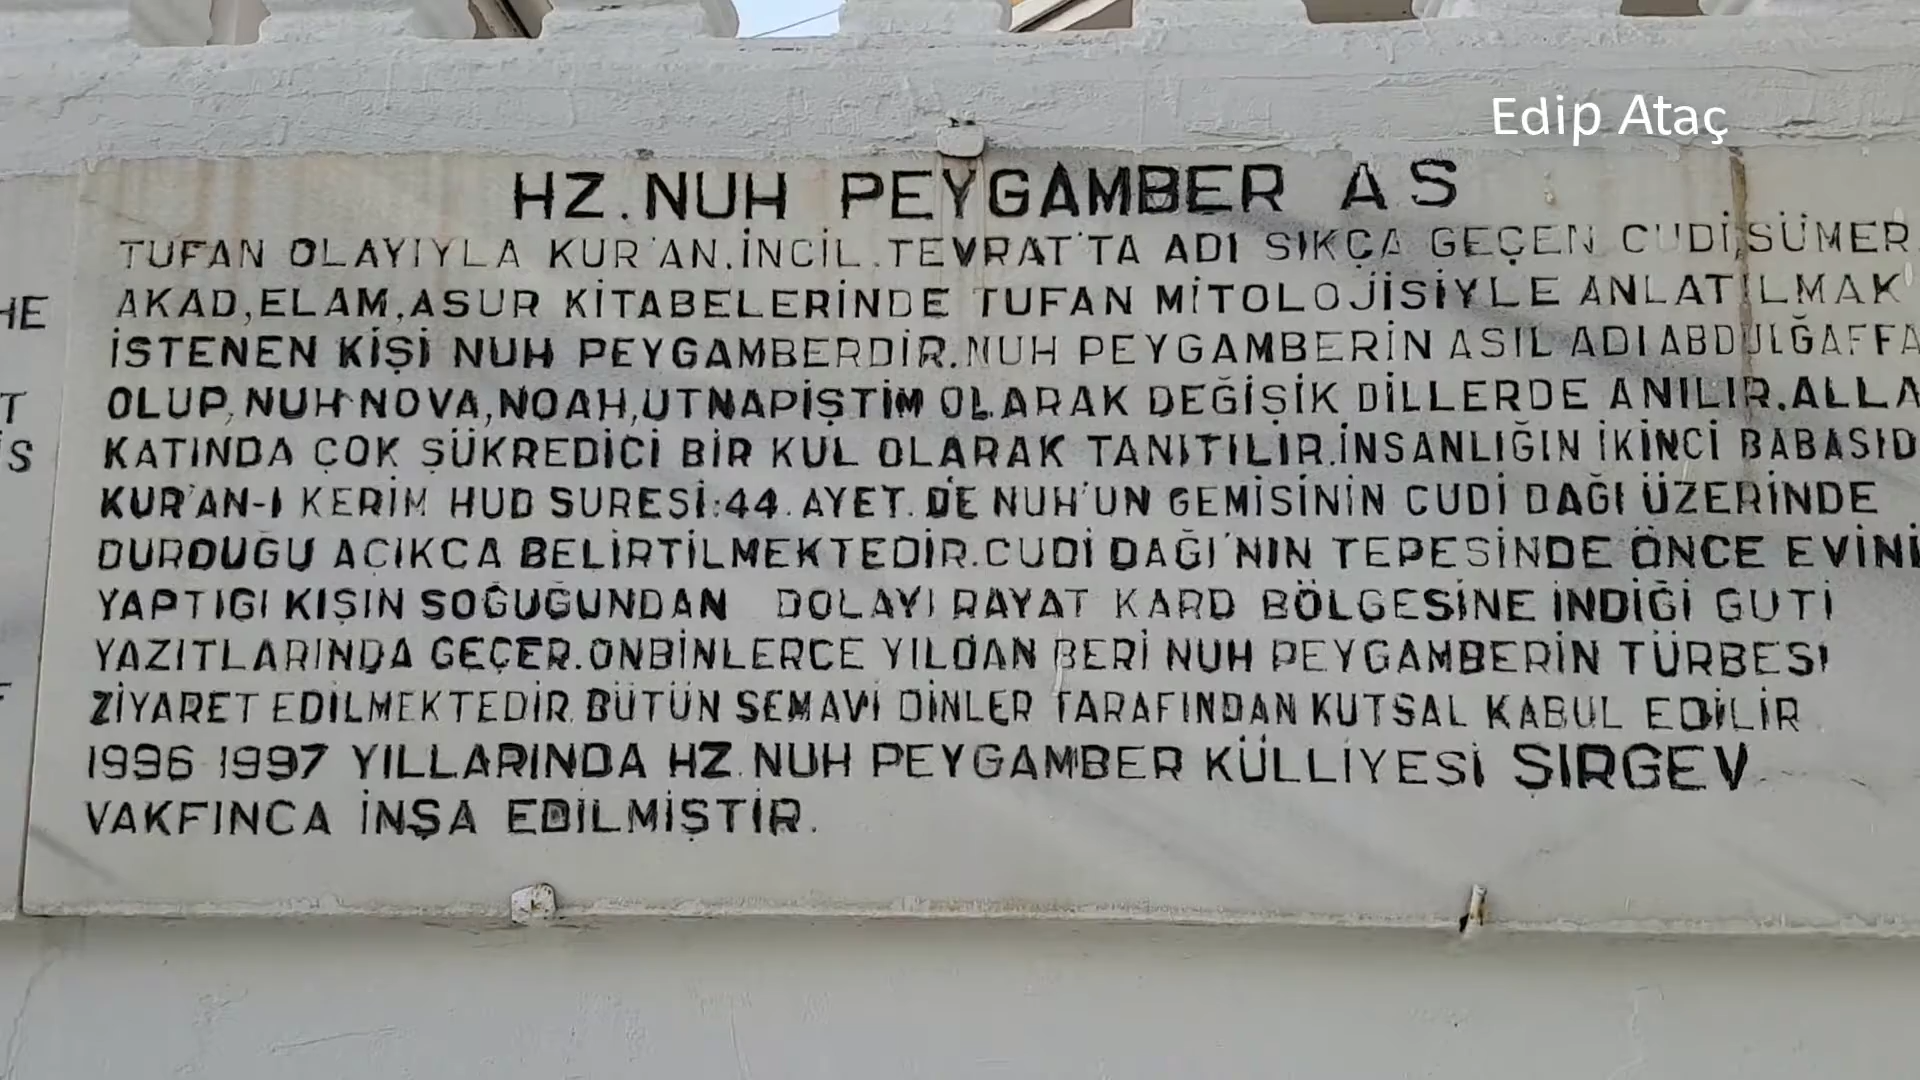 Edip Ataç
HZ.NUH PEYGAMBER AS
TUFAN OLAYIYLA KUR'AN.İNCİL.TEVRAT'TA ADI SIKÇA GEÇEN CUDİ,SÜMER
AKAD,ELAM,ASUR KİTABELERİNDE TUFAN MİTOLOJİSİYLE ANLATILMAK
İSTENEN KİŞİ NUH PEYGAMBERDİR.NUH PEYGAMBERİN ASIL ADI ABDULĞAFFA
OLUP,NUH NOVA,NOAH,UTNAPİŞTİM OLARAK DEĞİŞİK DİLLERDE ANILIR.ALLA
KATINDA ÇOK ŞÜKREDİCİ BİR KUL OLARAK TANITILIR.İNSANLIĞIN İKİNCİ BABASID
KUR'AN-I KERİM HUD SURESİ:44.AYET.DE NUH'UN GEMİSİNİN CUDİ DAĞI ÜZERİNDE
DURDUĞU AÇIKCA BELİRTİLMEKTEDİR.CUDİ DAĞI'NIN TEPESİNDE ÖNCE EVİNİ
YAPTIGI KIŞIN SOĞUĞUNDAN DOLAYI RAYAT KARD BÖLGESİNE İNDİĞİ GUTİ
YAZITLARINDA GEÇER.ONBİNLERCE YILDAN BERİ NUH PEYGAMBERİN TÜRBESİ
ZİYARET EDİLMEKTEDİR.BÜTÜN SEMAVİ DİNLER TARAFINDAN KUTSAL KABUL EDİLİR
1996 1997 YILLARINDA HZ.NUH PEYGAMBER KÜLLİYESİ ŞIRGEV
VAKFINCA İNŞA EDİLMİŞTİR.